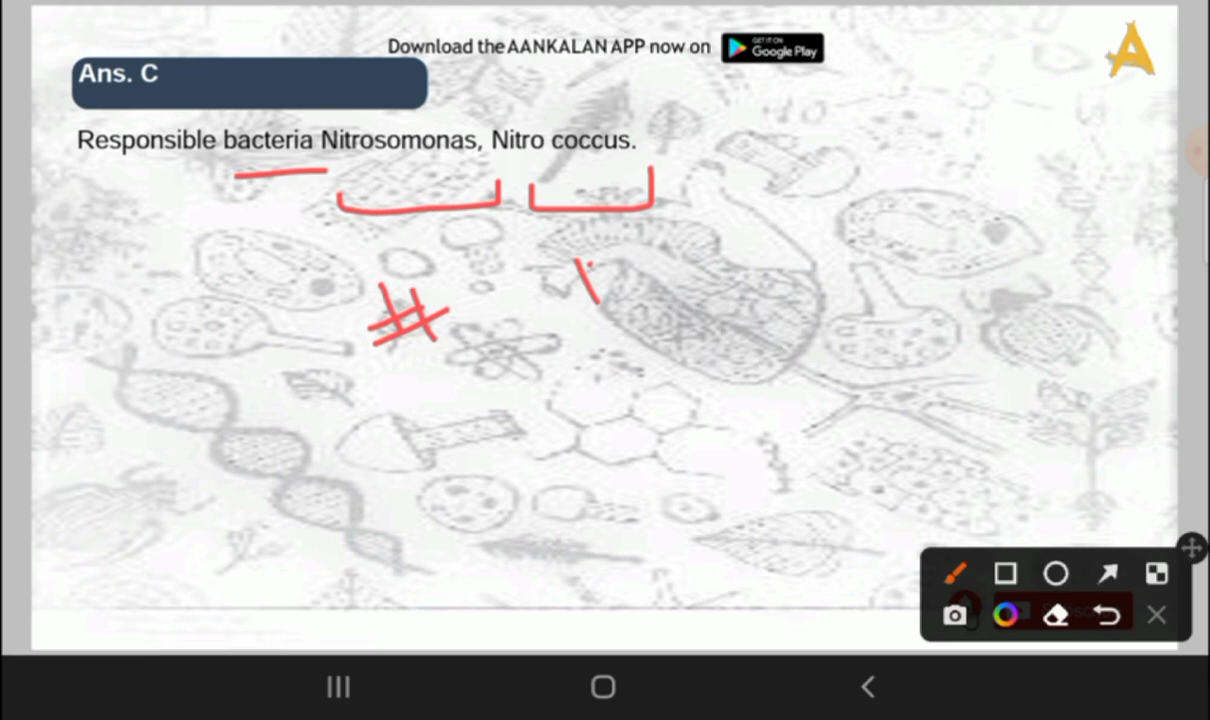 Download the AANKALAN APP now on
GET IT ON
Google Play
A
Ans. C
Responsible bacteria Nitrosomonas, Nitro coccus.
#